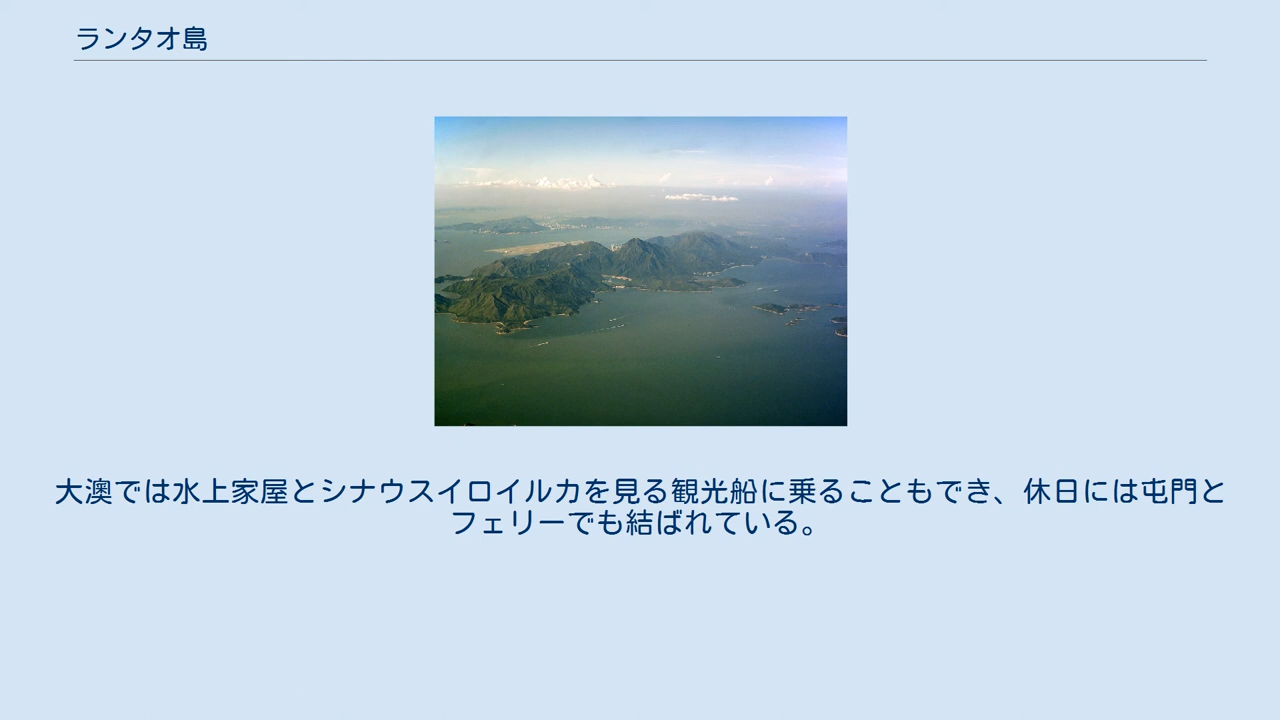 ランタオ島
大澳では水上家屋とシナウスイロイルカを見る観光船に乗ることもでき、休日には屯門と
フェリーでも結ばれている。